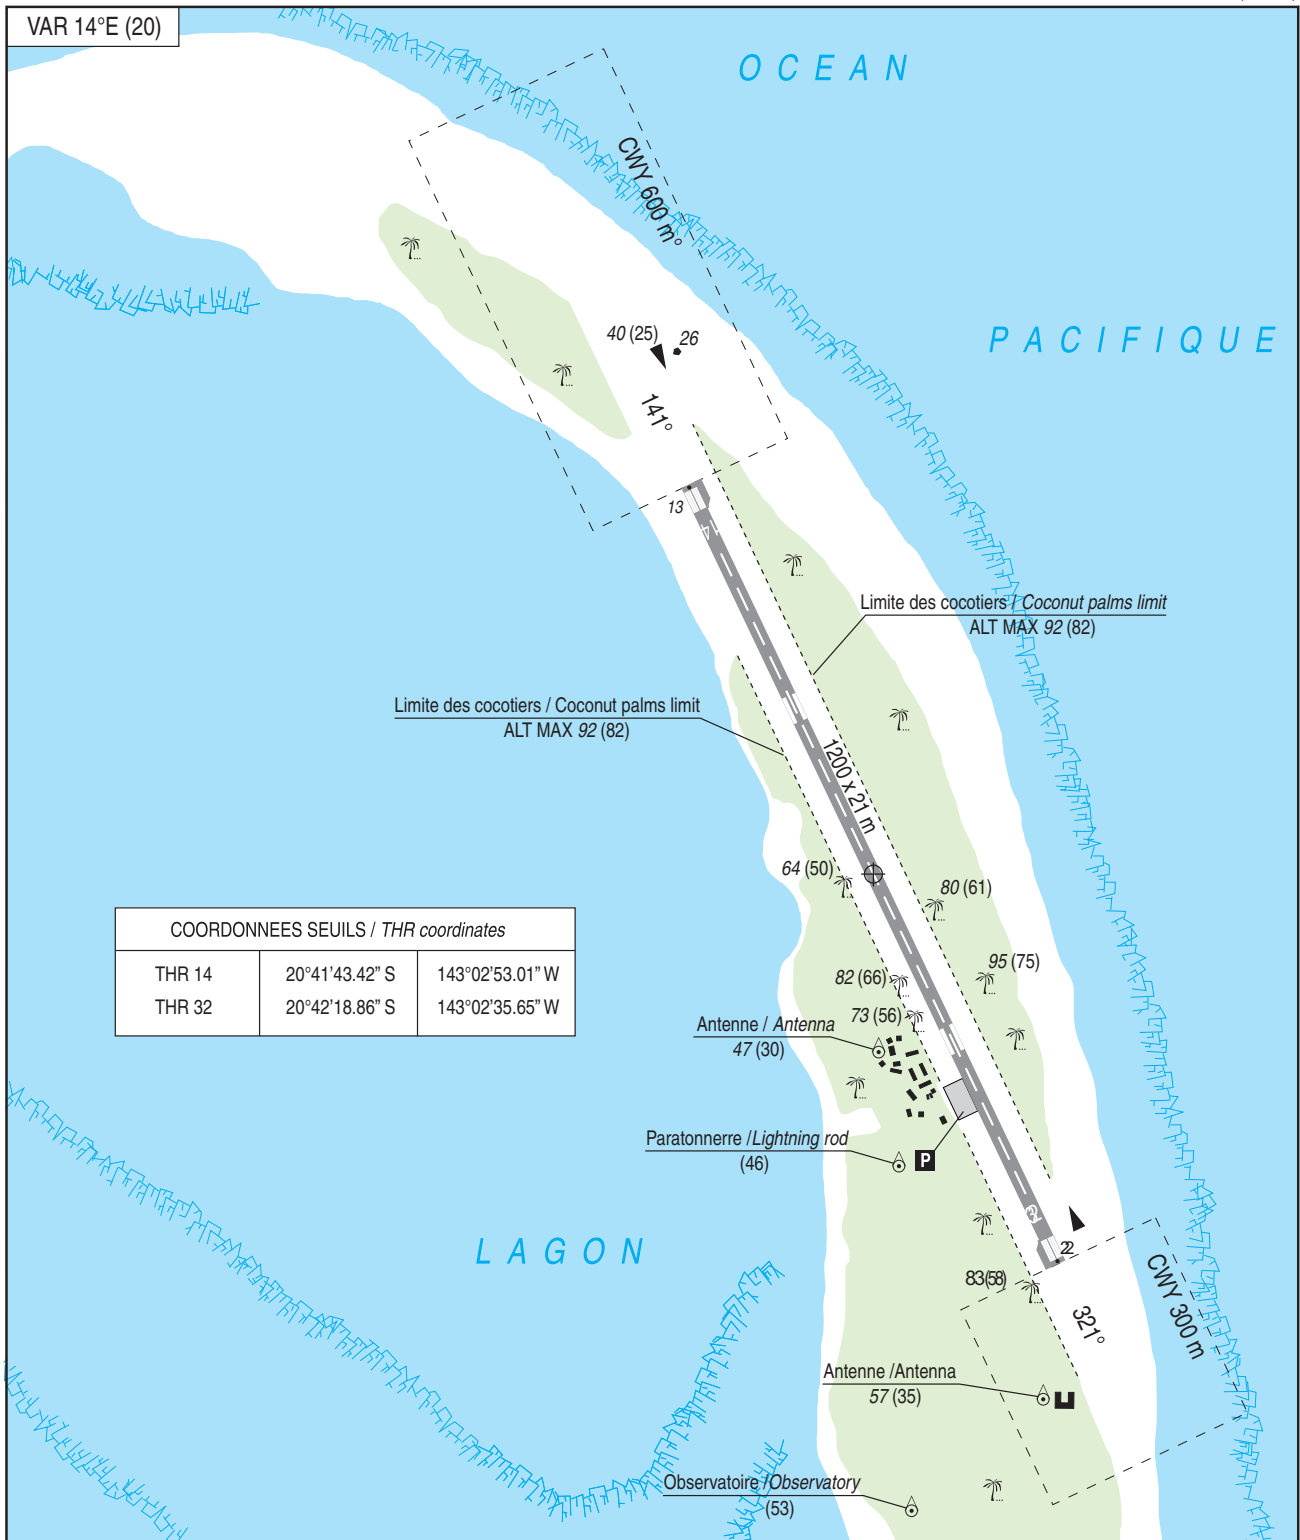 VAR 14°E (20)
OCEAN
CWY 600 m°
PACIFIQUE
40 (25)
26
141°
13
14
Limite des cocotiers / Coconut palms limit
ALT MAX 92 (82)
Limite des cocotiers / Coconut palms limit
ALT MAX 92 (82)
1200 x 21 m
64 (50)
80 (61)
COORDONNEES SEUILS / THR coordinates
THR 14 20°41'43.42” S 143°02'53.01” W
THR 32 20°42'18.86” S 143°02'35.65” W
95 (75)
82 (66)
73 (56)
Antenne / Antenna
47 (30)
Paratonnerre / Lightning rod
(46)
P
32
LAGON
22
CWY 300 m
83(58)
321°
Antenne /Antenna
57 (35)
Observatoire / Observatory
(53)